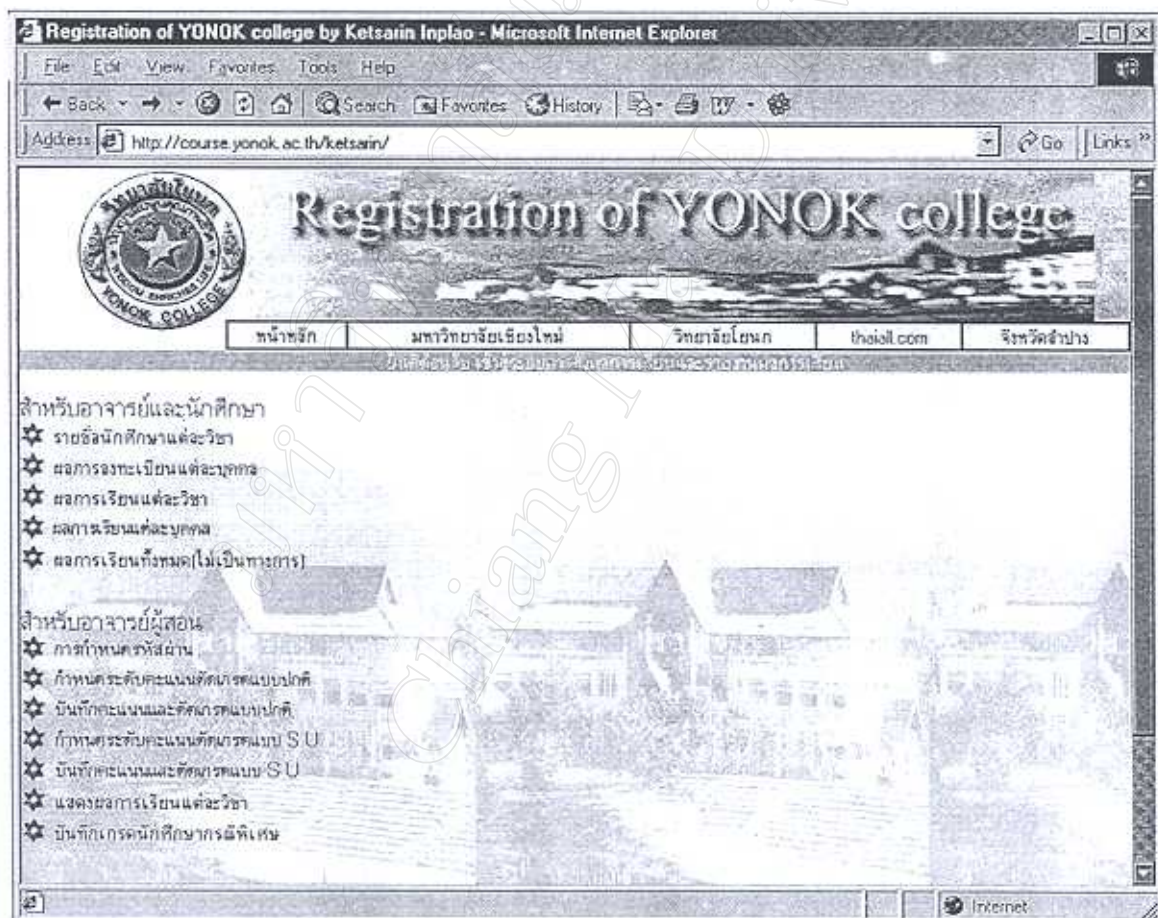 Registration of YONOK college by Ketsarin Inplao - Microsoft Internet Explorer
File Edit View Favorites Tools Help
Back Search Favorites History
Address http://course.yonok.ac.th/ketsarin/ Go Links »
วิทยาลัยโยนก
WISDOM ENRICHES LIFE
YONOK COLLEGE
Registration of YONOK college
หน้าหลัก มหาวิทยาลัยเชียงใหม่ วิทยาลัยโยนก thaiall.com จังหวัดลำปาง
สำหรับอาจารย์และนักศึกษา
รายชื่อนักศึกษาแต่ละวิชา
ผลการลงทะเบียนแต่ละบุคคล
ผลการเรียนแต่ละวิชา
ผลการเรียนแต่ละบุคคล
ผลการเรียนทั้งหมด(ไม่เป็นทางการ)
สำหรับอาจารย์ผู้สอน
การกำหนดรหัสผ่าน
กำหนดระดับคะแนนตัดเกรดแบบปกติ
บันทึกคะแนนและตัดเกรดแบบปกติ
กำหนดระดับคะแนนตัดเกรดแบบ S U
บันทึกคะแนนและตัดเกรดแบบ S U
แสดงผลการเรียนแต่ละวิชา
บันทึกเกรดนักศึกษากรณีพิเศษ
Internet